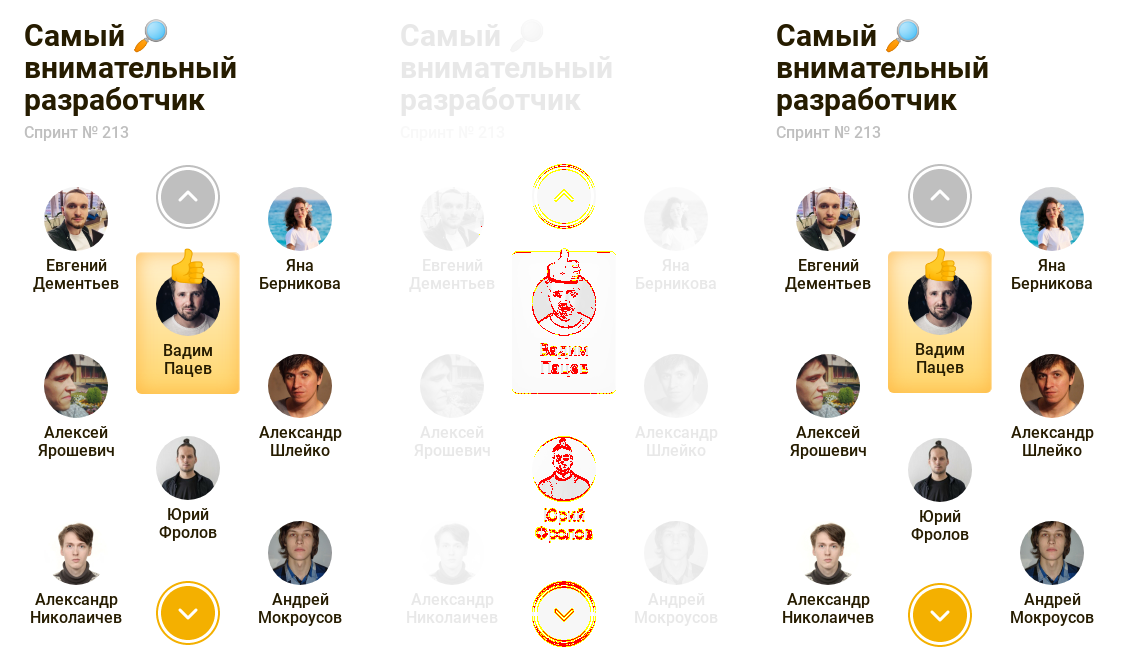 Самый 🔎
внимательный
разработчик
Спринт № 213
Евгений
Дементьев
Яна
Берникова
Вадим
Пацев
Алексей
Ярошевич
Александр
Шлейко
Юрий
Фролов
Александр
Николаичев
Андрей
Мокроусов
Самый 🔎
внимательный
разработчик
Спринт № 213
Евгений
Дементьев
Яна
Берникова
Вадим
Пацев
Алексей
Ярошевич
Александр
Шлейко
Юрий
Фролов
Александр
Николаичев
Андрей
Мокроусов
Самый 🔎
внимательный
разработчик
Спринт № 213
Евгений
Дементьев
Яна
Берникова
Вадим
Пацев
Алексей
Ярошевич
Александр
Шлейко
Юрий
Фролов
Александр
Николаичев
Андрей
Мокроусов